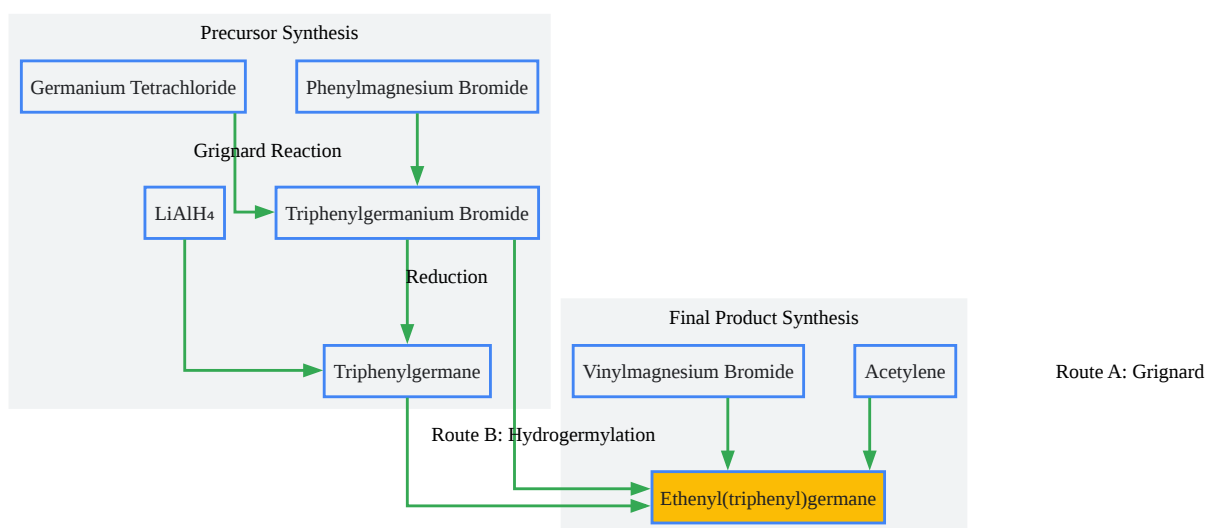 Precursor Synthesis
Germanium Tetrachloride
Phenylmagnesium Bromide
Grignard Reaction
LiAlH₄
Triphenylgermanium Bromide
Reduction
Final Product Synthesis
Triphenylgermane
Vinylmagnesium Bromide
Acetylene
Route A: Grignard
Route B: Hydrogermylation
Ethenyl(triphenyl)germane